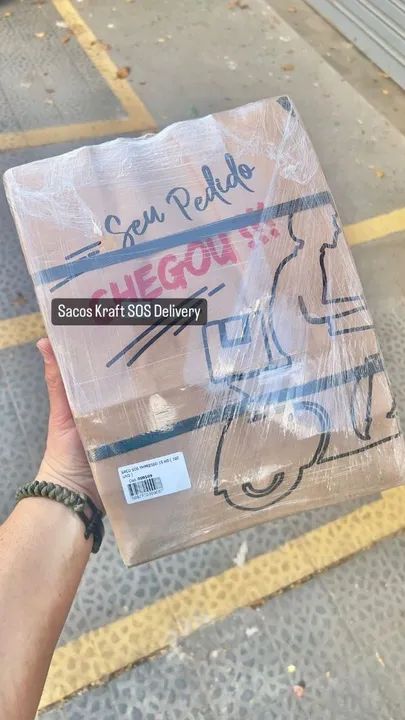 Seu Pedido
CHEGOU!!!
Sacos Kraft SOS Delivery